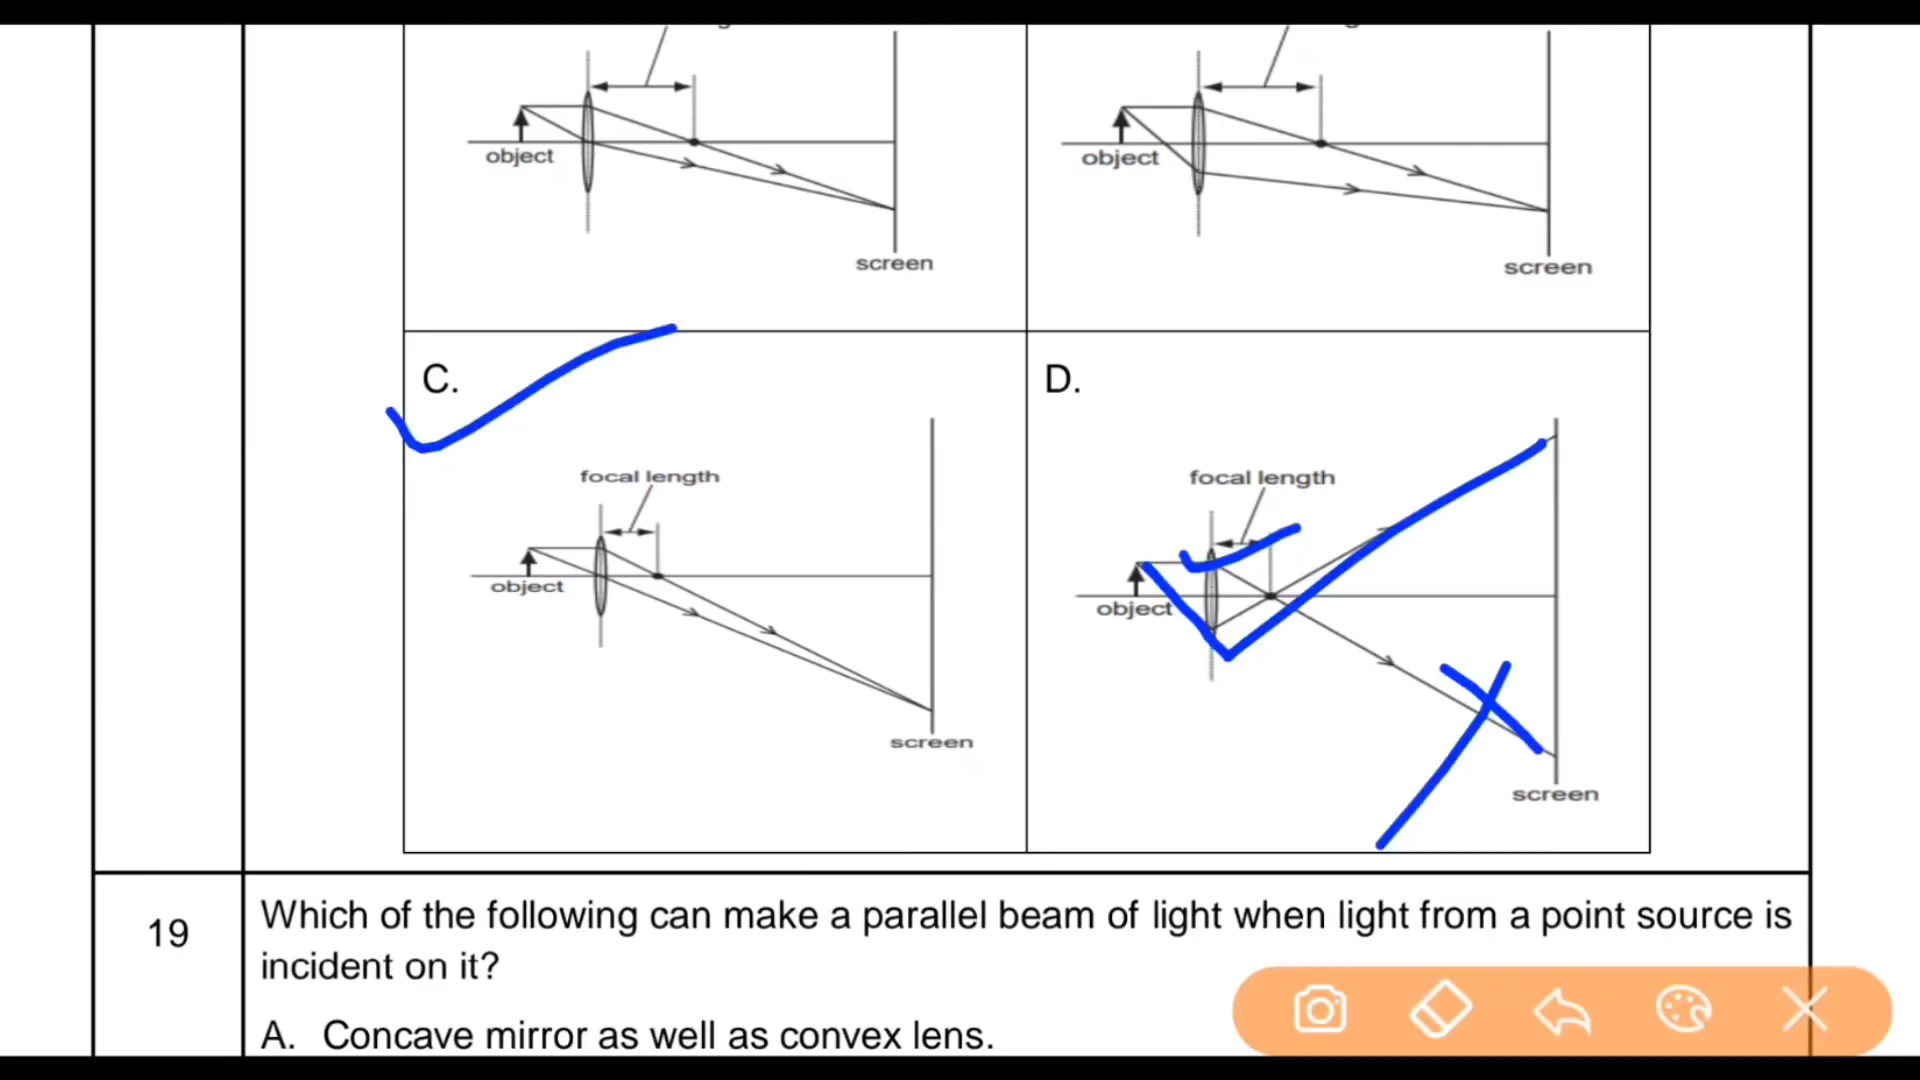 object
screen
object
screen
C.
focal length
object
screen
D.
focal length
object
screen
19
Which of the following can make a parallel beam of light when light from a point source is
incident on it?
A. Concave mirror as well as convex lens.